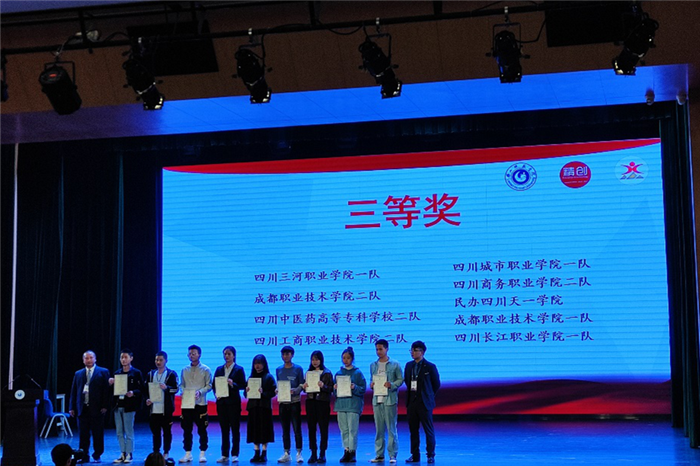 精创
三等奖
四川三河职业学院一队
成都职业技术学院二队
四川中医药高等专科学校二队
四川工商职业技术学院二队
四川城市职业学院一队
四川商务职业学院二队
民办四川天一学院
成都职业技术学院一队
四川长江职业学院一队